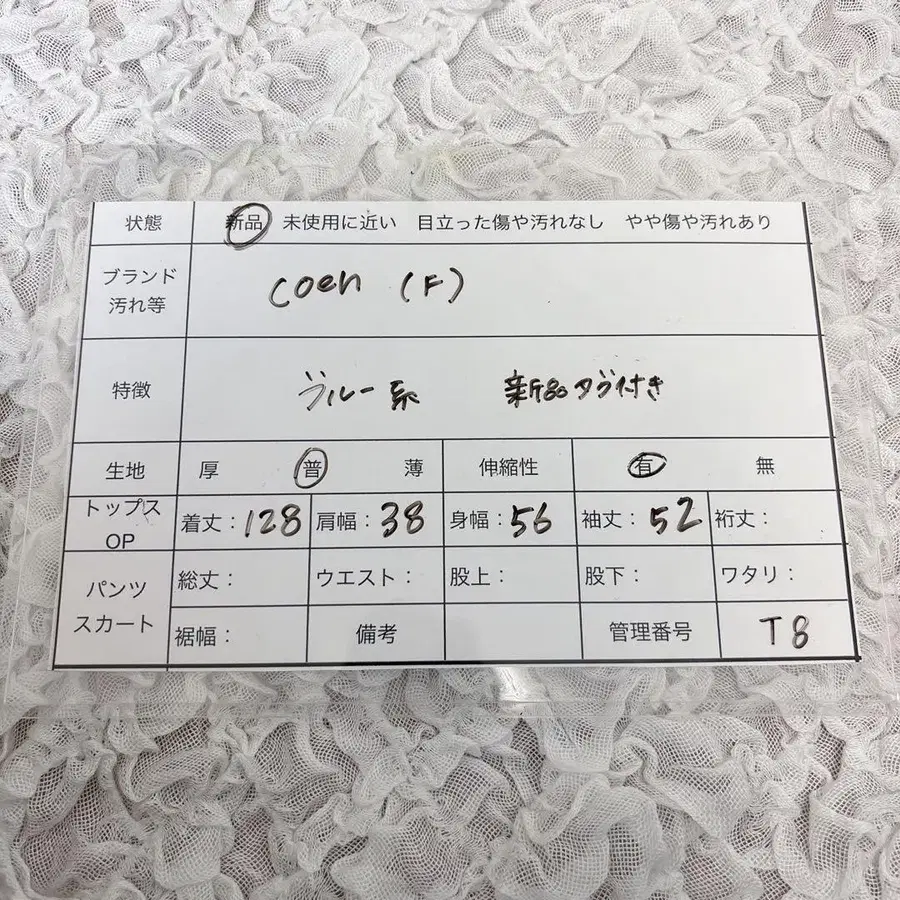 状態 新品 未使用に近い 目立った傷や汚れなし やや傷や汚れあり
ブランド
汚れ等
coen (F)
特徴 ブルー系 新品タグ付き
生地 厚 普 薄 伸縮性 有 無
トップス
OP
着丈：128 肩幅：38 身幅：56 袖丈：52 裄丈：
パンツ
スカート
総丈： ウエスト： 股上： 股下： ワタリ：
裾幅： 備考 管理番号 T8